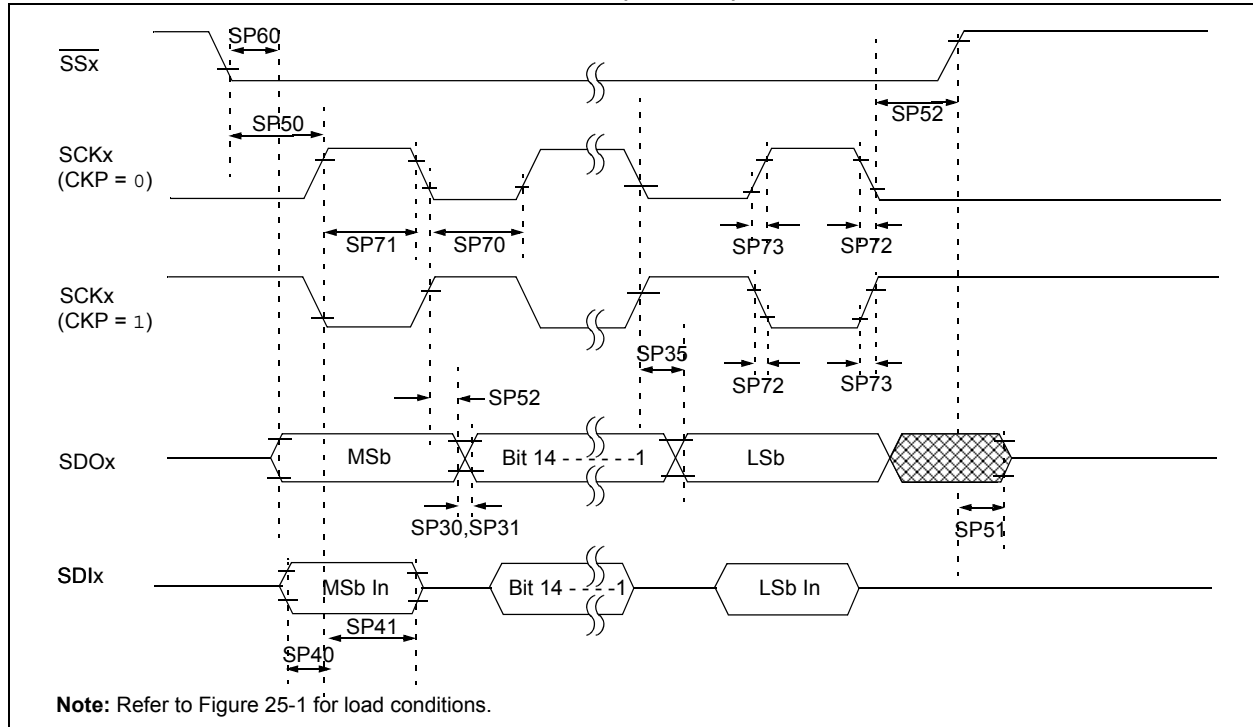 SP60
SSx
SP50
SP52
SCKx
(CKP = 0)
SP71
SP70
SP73
SP72
SCKx
(CKP = 1)
SP35
SP72
SP73
SP52
SDOx
MSb
Bit 14 - - - - - -1
LSb
SP30,SP31
SP51
SDIx
MSb In
Bit 14 - - - -1
LSb In
SP41
SP40
Note: Refer to Figure 25-1 for load conditions.